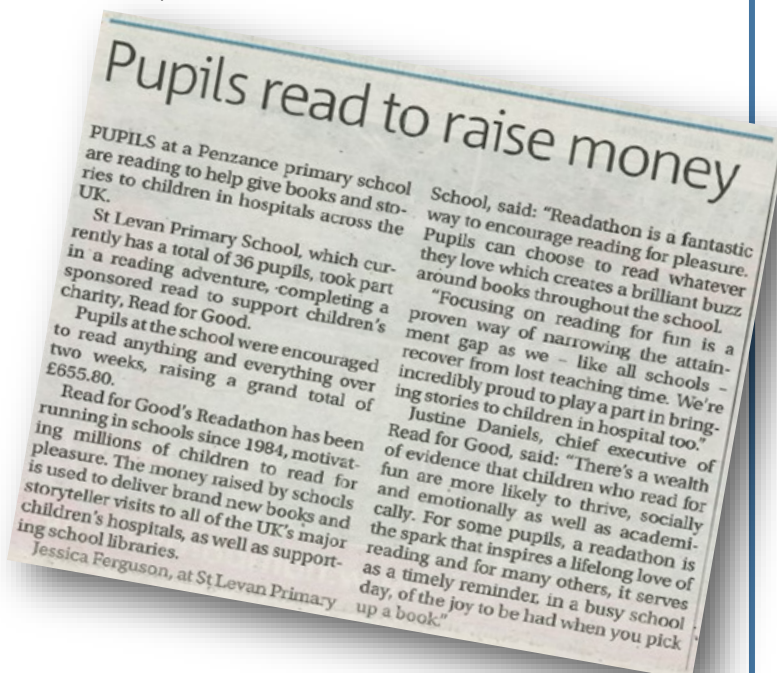 Pupils read to raise money
PUPILS at a Penzance primary school
are reading to help give books and sto-
ries to children in hospitals across the
UK.
St Levan Primary School, which cur-
rently has a total of 36 pupils, took part
in a reading adventure, completing a
sponsored read to support children's
charity, Read for Good.
Pupils at the school were encouraged
to read anything and everything over
two weeks, raising a grand total of
£655.80.
Read for Good's Readathon has been
running in schools since 1984, motivat-
ing millions of children to read for
pleasure. The money raised by schools
is used to deliver brand new books and
storyteller visits to all of the UK's major
children's hospitals, as well as support-
ing school libraries.
Jessica Ferguson, at St Levan Primary
School, said: "Readathon is a fantastic
way to encourage reading for pleasure.
Pupils can choose to read whatever
they love which creates a brilliant buzz
around books throughout the school.
"Focusing on reading for fun is a
proven way of narrowing the attain-
ment gap as we – like all schools –
recover from lost teaching time. We're
incredibly proud to play a part in bring-
ing stories to children in hospital too."
Justine Daniels, chief executive of
Read for Good, said: "There's a wealth
of evidence that children who read for
fun are more likely to thrive, socially
and emotionally as well as academi-
cally. For some pupils, a readathon is
the spark that inspires a lifelong love of
reading and for many others, it serves
as a timely reminder, in a busy school
day, of the joy to be had when you pick
up a book."